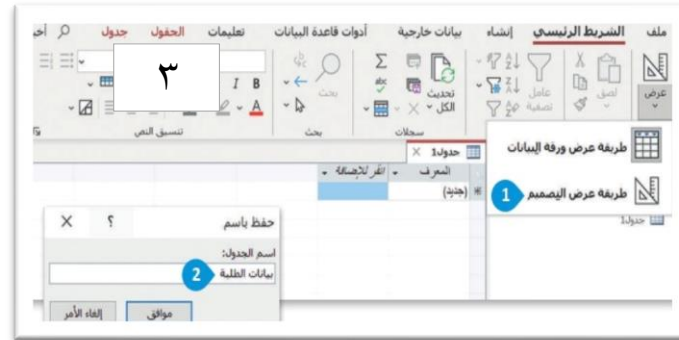 ملف الشريط الرئيسي إنشاء بيانات خارجية أدوات قاعدة البيانات تعليمات الحقول جدول أخبر
عرض لصق عامل تصفية تحديث الكل بحث I B A
٣
سجلات بحث تنسيق النص
طريقة عرض ورقة البيانات
طريقة عرض التصميم 1
جدول1
جدول1 ×
المعرف انقر للإضافة
(جديد)
حفظ باسم ؟ ×
اسم الجدول:
بيانات الطلبة 2
موافق إلغاء الأمر